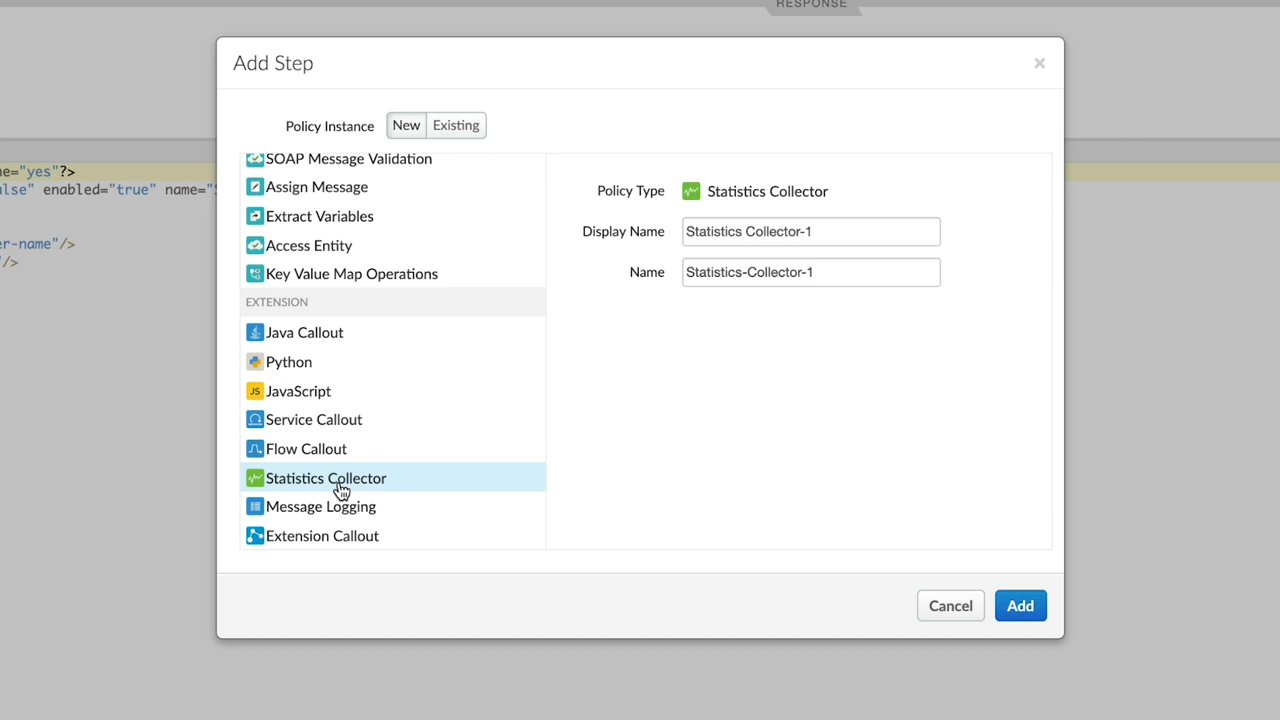 RESPONSE
Add Step
×
Policy Instance New Existing
SOAP Message Validation
Assign Message
Extract Variables
Access Entity
Key Value Map Operations
EXTENSION
Java Callout
Python
JS JavaScript
Service Callout
Flow Callout
Statistics Collector
Message Logging
Extension Callout
Policy Type Statistics Collector
Display Name Statistics Collector-1
Name Statistics-Collector-1
Cancel Add
e="yes"?>
lse" enabled="true" name="
er-name"/>
"/>